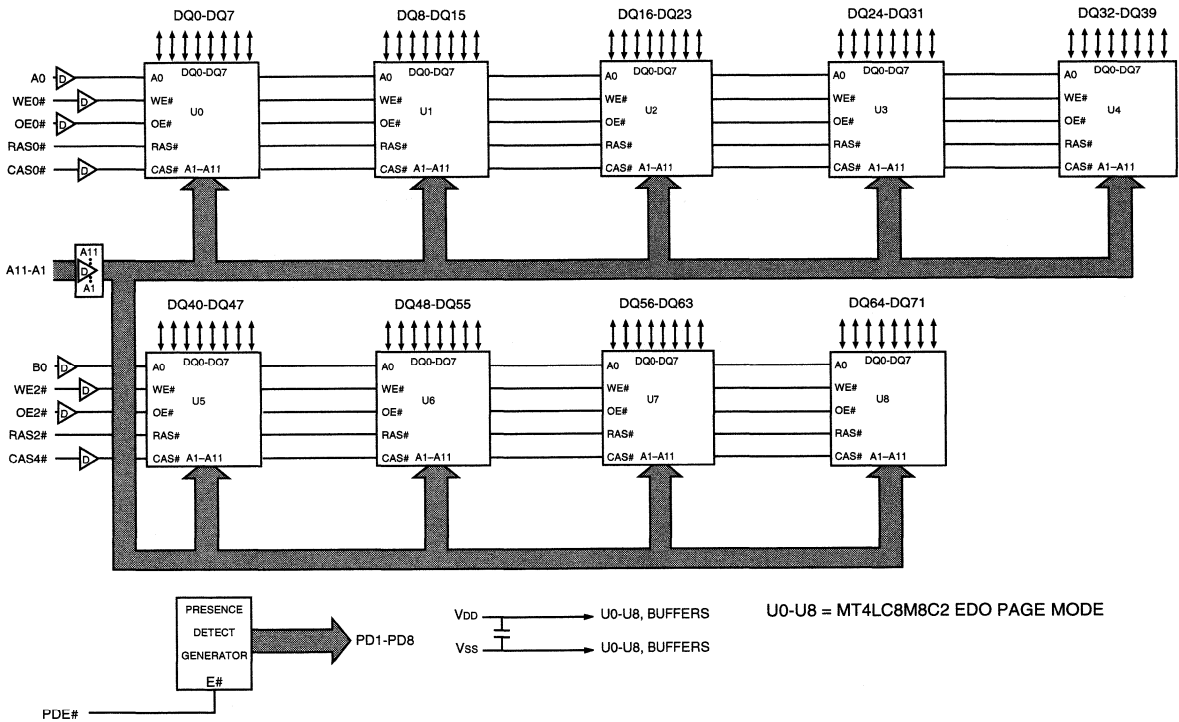 DQ0-DQ7 DQ8-DQ15 DQ16-DQ23 DQ24-DQ31 DQ32-DQ39
DQ0-DQ7 DQ0-DQ7 DQ0-DQ7 DQ0-DQ7 DQ0-DQ7
A0 D A0 A0 A0 A0 A0
WE0# D WE# WE# WE# WE# WE#
U0 U1 U2 U3 U4
OE0# D OE# OE# OE# OE# OE#
RAS0# RAS# RAS# RAS# RAS# RAS#
CAS0# D CAS# A1–A11 CAS# A1–A11 CAS# A1–A11 CAS# A1–A11 CAS# A1–A11
A11
A11-A1 D
A1
DQ40-DQ47 DQ48-DQ55 DQ56-DQ63 DQ64-DQ71
DQ0-DQ7 DQ0-DQ7 DQ0-DQ7 DQ0-DQ7
B0 D A0 A0 A0 A0
WE2# D WE# WE# WE# WE#
U5 U6 U7 U8
OE2# D OE# OE# OE# OE#
RAS2# RAS# RAS# RAS# RAS#
CAS4# D CAS# A1–A11 CAS# A1–A11 CAS# A1–A11 CAS# A1–A11
PRESENCE
DETECT
GENERATOR
E#
PD1-PD8
PDE#
VDD U0-U8, BUFFERS
VSS U0-U8, BUFFERS
U0-U8 = MT4LC8M8C2 EDO PAGE MODE